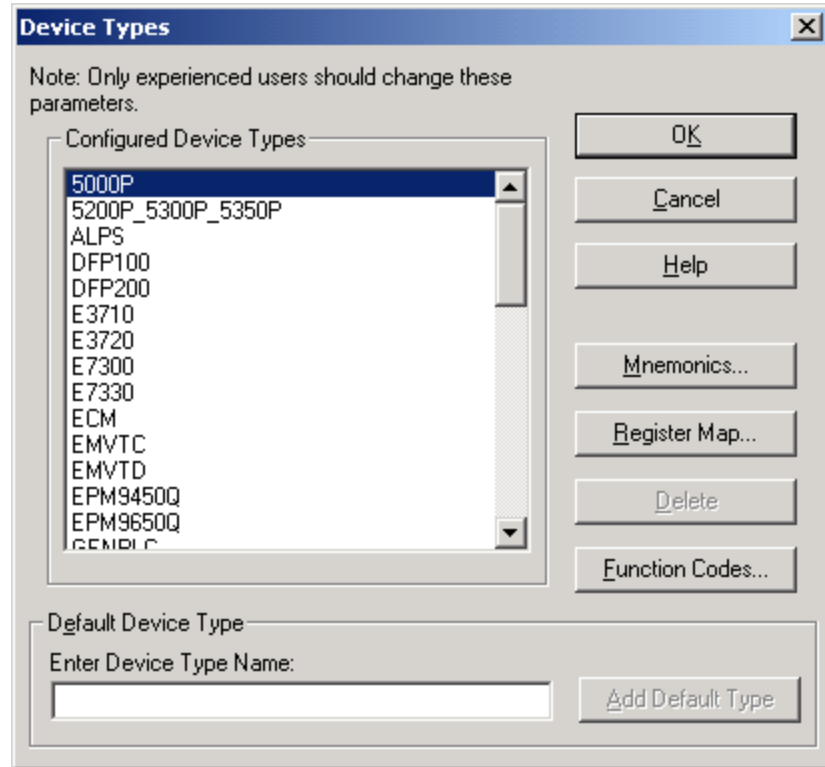 Device Types
Note: Only experienced users should change these
parameters.
Configured Device Types
5000P
5200P_5300P_5350P
ALPS
DFP100
DFP200
E3710
E3720
E7300
E7330
ECM
EMVTC
EMVTD
EPM9450Q
EPM9650Q
GENPLC
OK
Cancel
Help
Mnemonics...
Register Map...
Delete
Function Codes...
Default Device Type
Enter Device Type Name:
Add Default Type